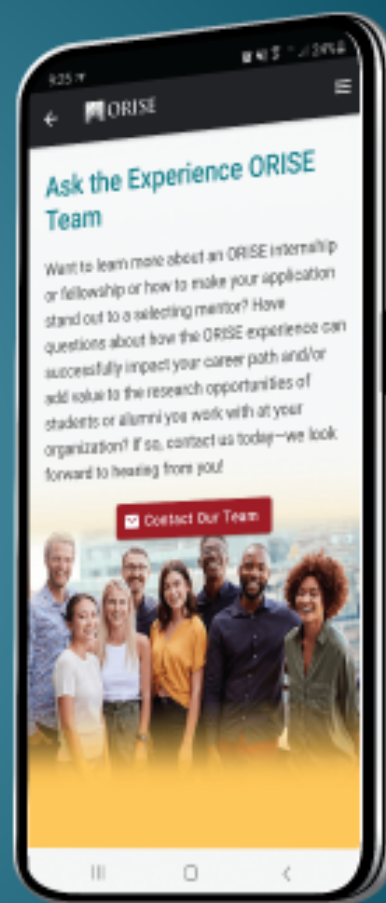 9:25
ORISE
Ask the Experience ORISE
Team
Want to learn more about an ORISE internship
or fellowship or how to make your application
stand out to a selecting mentor? Have
questions about how the ORISE experience can
successfully impact your career path and/or
add value to the research opportunities of
students or alumni you work with at your
organization? If so, contact us today—we look
forward to hearing from you!
Contact Our Team